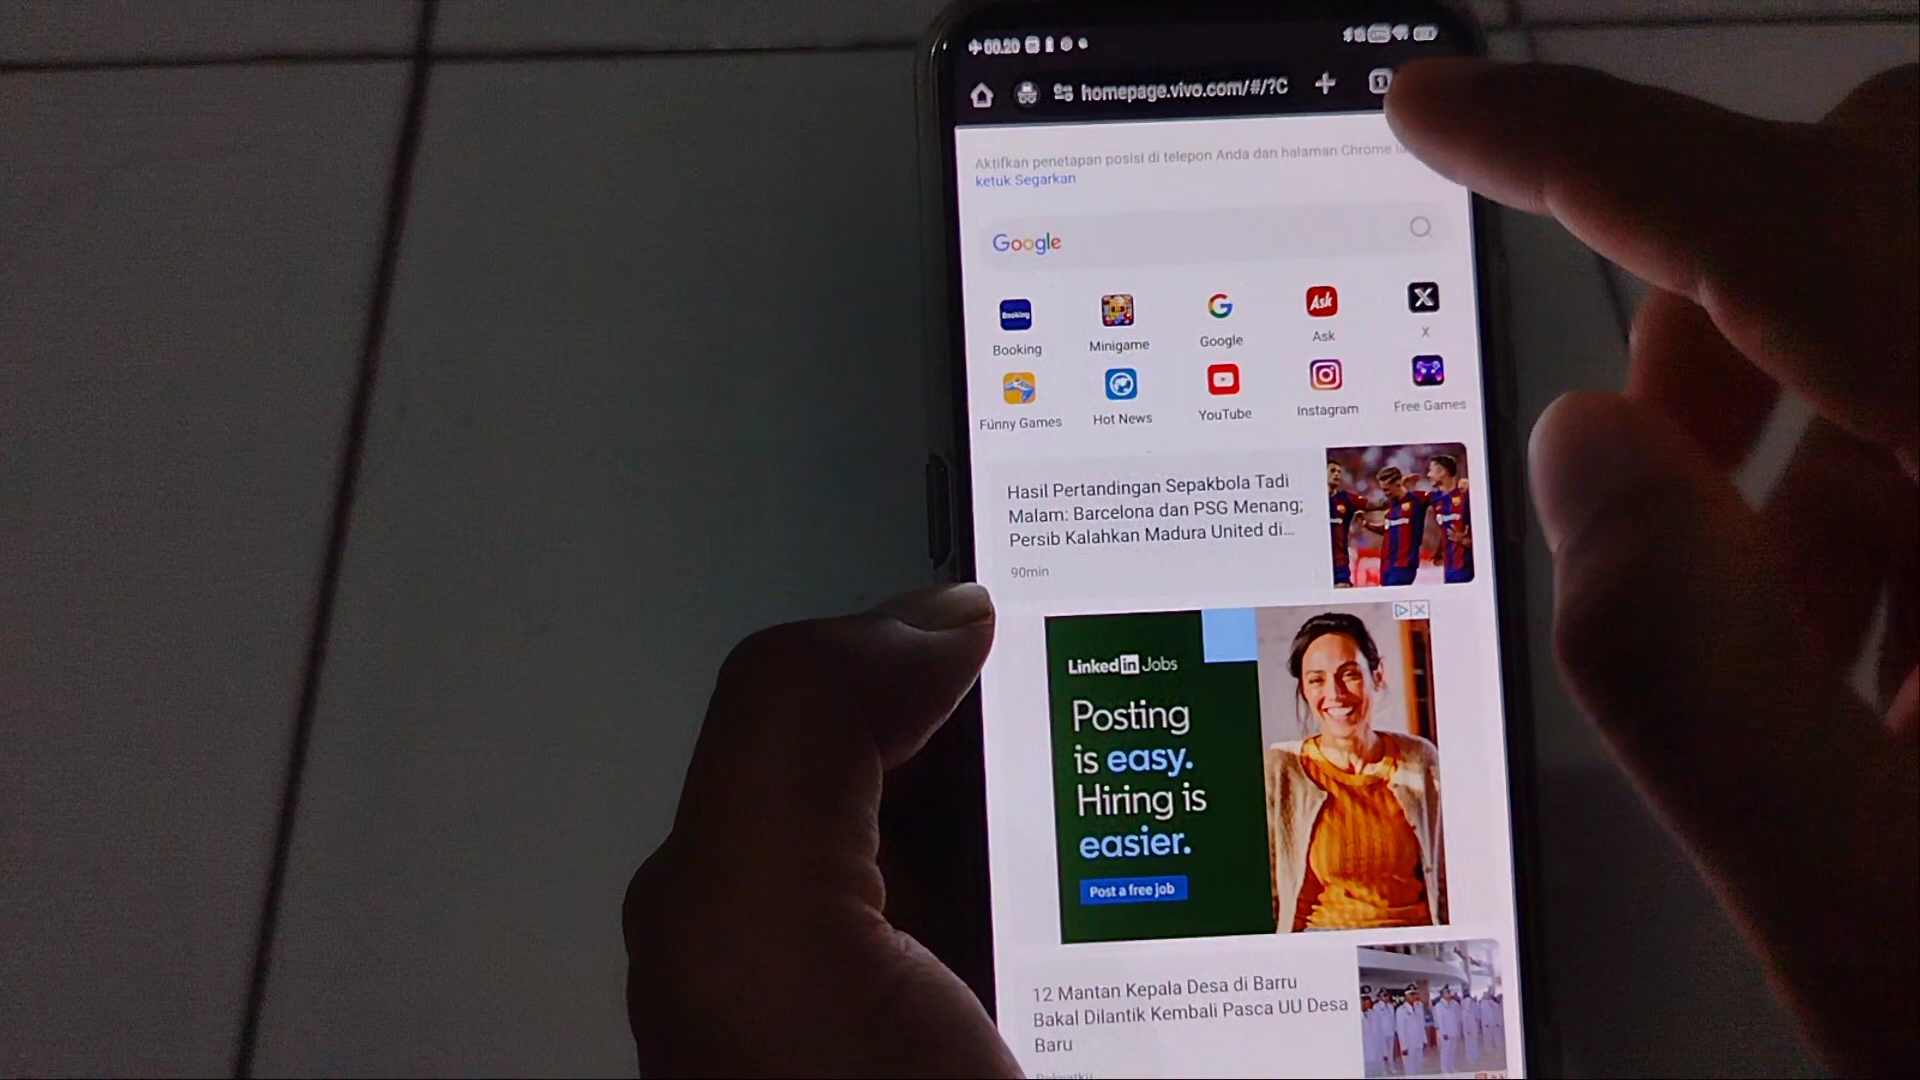 00.20
homepage.vivo.com/#/?C
Aktifkan penetapan posisi di telepon Anda dan halaman Chrome
ketuk Segarkan
Google
Booking
Ask
Booking
Minigame
Google
Ask
X
Funny Games
Hot News
YouTube
Instagram
Free Games
Hasil Pertandingan Sepakbola Tadi
Malam: Barcelona dan PSG Menang;
Persib Kalahkan Madura United di...
90min
LinkedIn Jobs
Posting
is easy.
Hiring is
easier.
Post a free job
12 Mantan Kepala Desa di Barru
Bakal Dilantik Kembali Pasca UU Desa
Baru